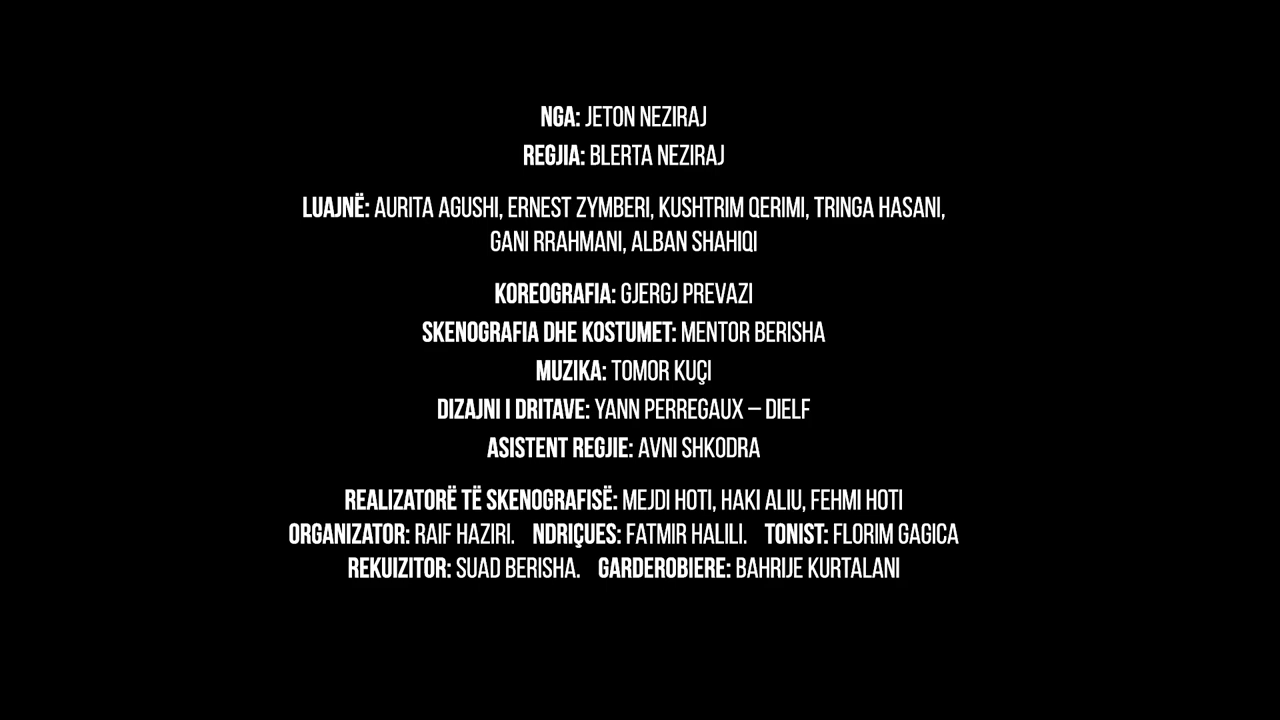 NGA: JETON NEZIRAJ
REGJIA: BLERTA NEZIRAJ
LUAJNË: AURITA AGUSHI, ERNEST ZYMBERI, KUSHTRIM QERIMI, TRINGA HASANI,
GANI RRAHMANI, ALBAN SHAHIQI
KOREOGRAFIA: GJERGJ PREVAZI
SKENOGRAFIA DHE KOSTUMET: MENTOR BERISHA
MUZIKA: TOMOR KUÇI
DIZAJNI I DRITAVE: YANN PERREGAUX – DIELF
ASISTENT REGJIE: AVNI SHKODRA
REALIZATORË TË SKENOGRAFISË: MEJDI HOTI, HAKI ALIU, FEHMI HOTI
ORGANIZATOR: RAIF HAZIRI. NDRIÇUES: FATMIR HALILI. TONIST: FLORIM GAGICA
REKUIZITOR: SUAD BERISHA. GARDEROBIERE: BAHRIJE KURTALANI